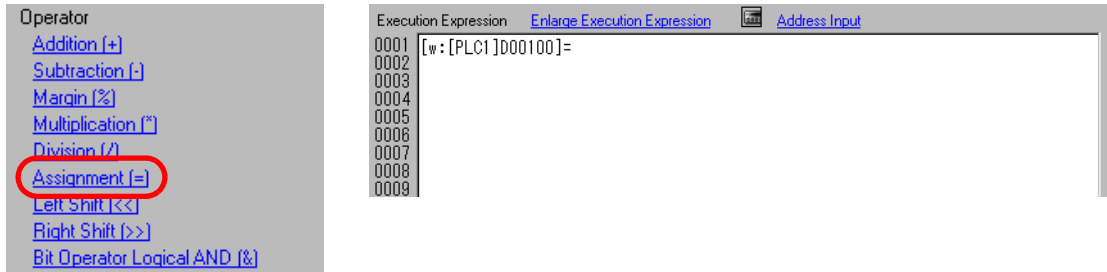 Operator
Addition (+)
Subtraction (-)
Margin (%)
Multiplication (*)
Division (/)
Assignment (=)
Left Shift (<<)
Right Shift (>>)
Bit Operator Logical AND (&)
Execution Expression Enlarge Execution Expression Address Input
0001 [w:[PLC1]D00100]=
0002
0003
0004
0005
0006
0007
0008
0009